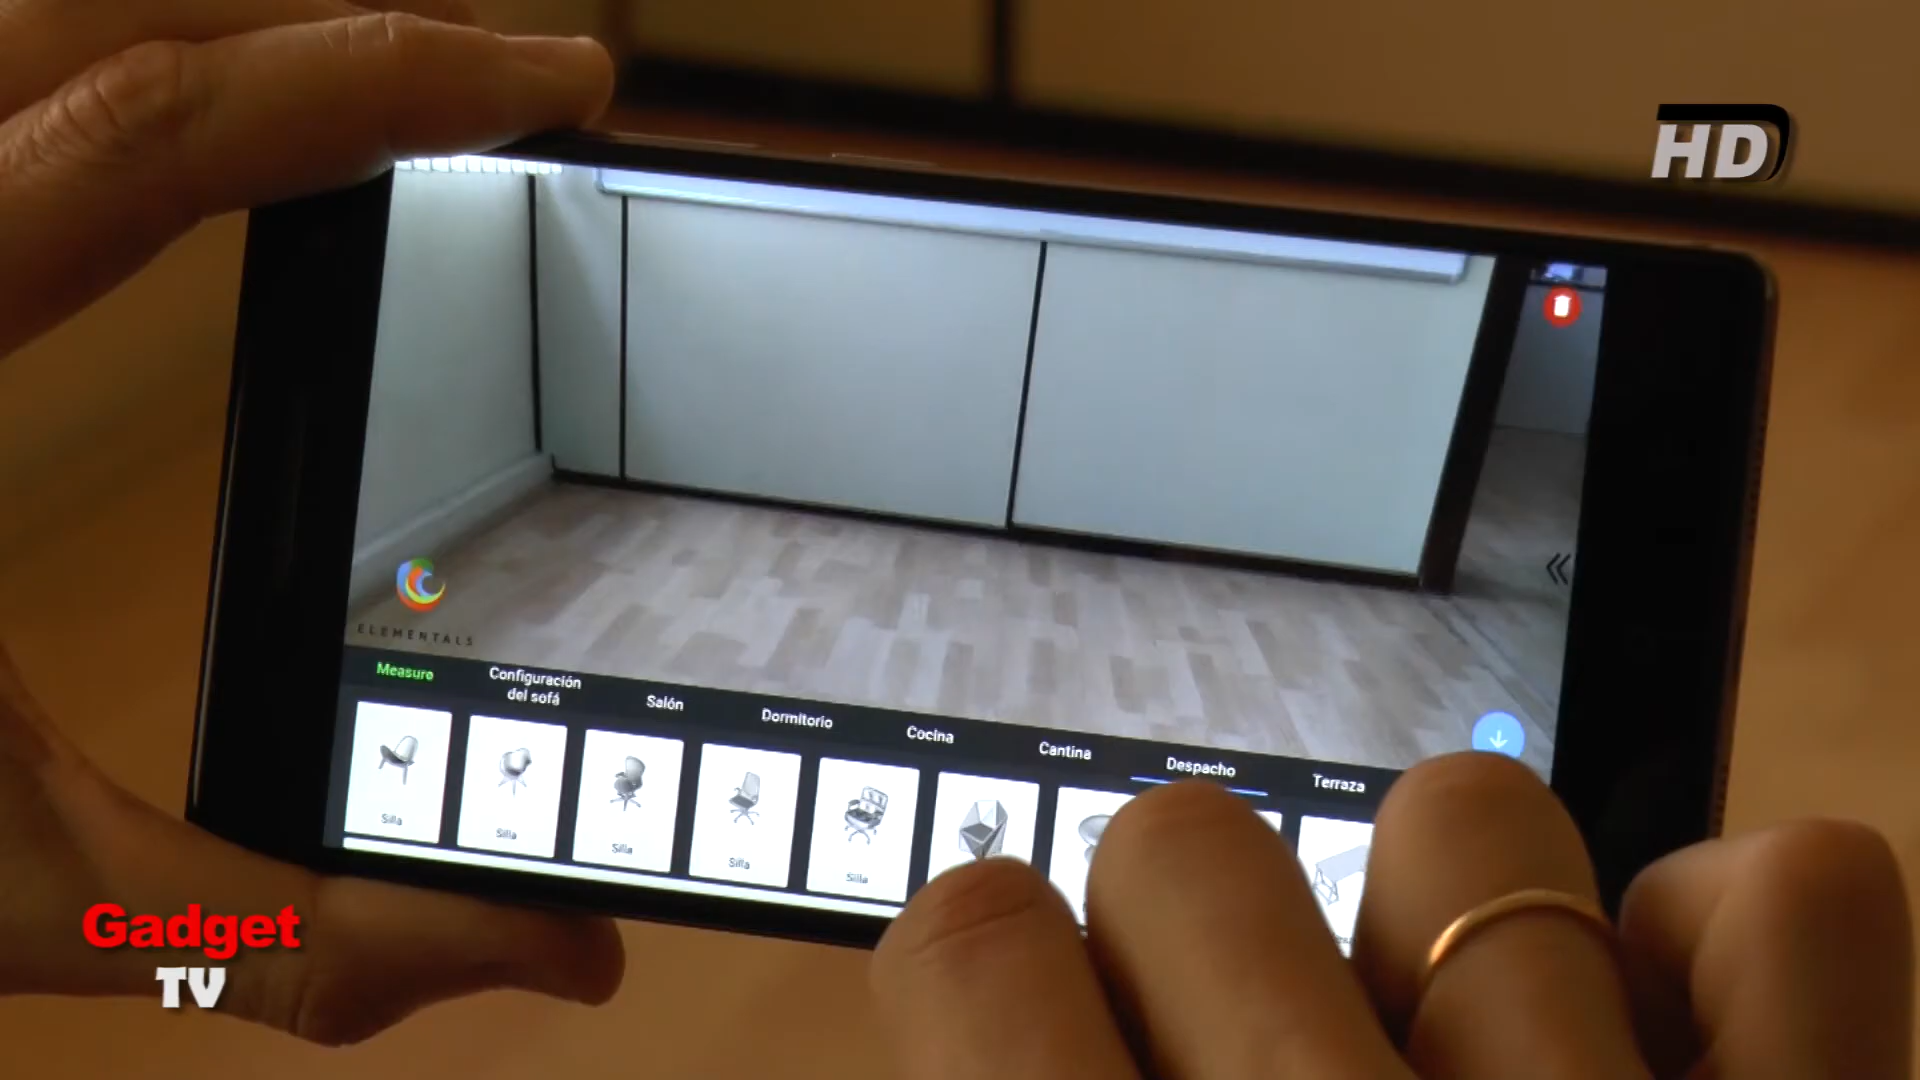 HD
ELEMENTALS
Measure
Configuración
del sofá
Salón
Dormitorio
Cocina
Cantina
Despacho
Terraza
Silla
Silla
Silla
Silla
Silla
Gadget
TV